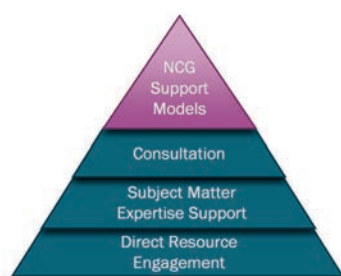 NCG
Support
Models
Consultation
Subject Matter
Expertise Support
Direct Resource
Engagement